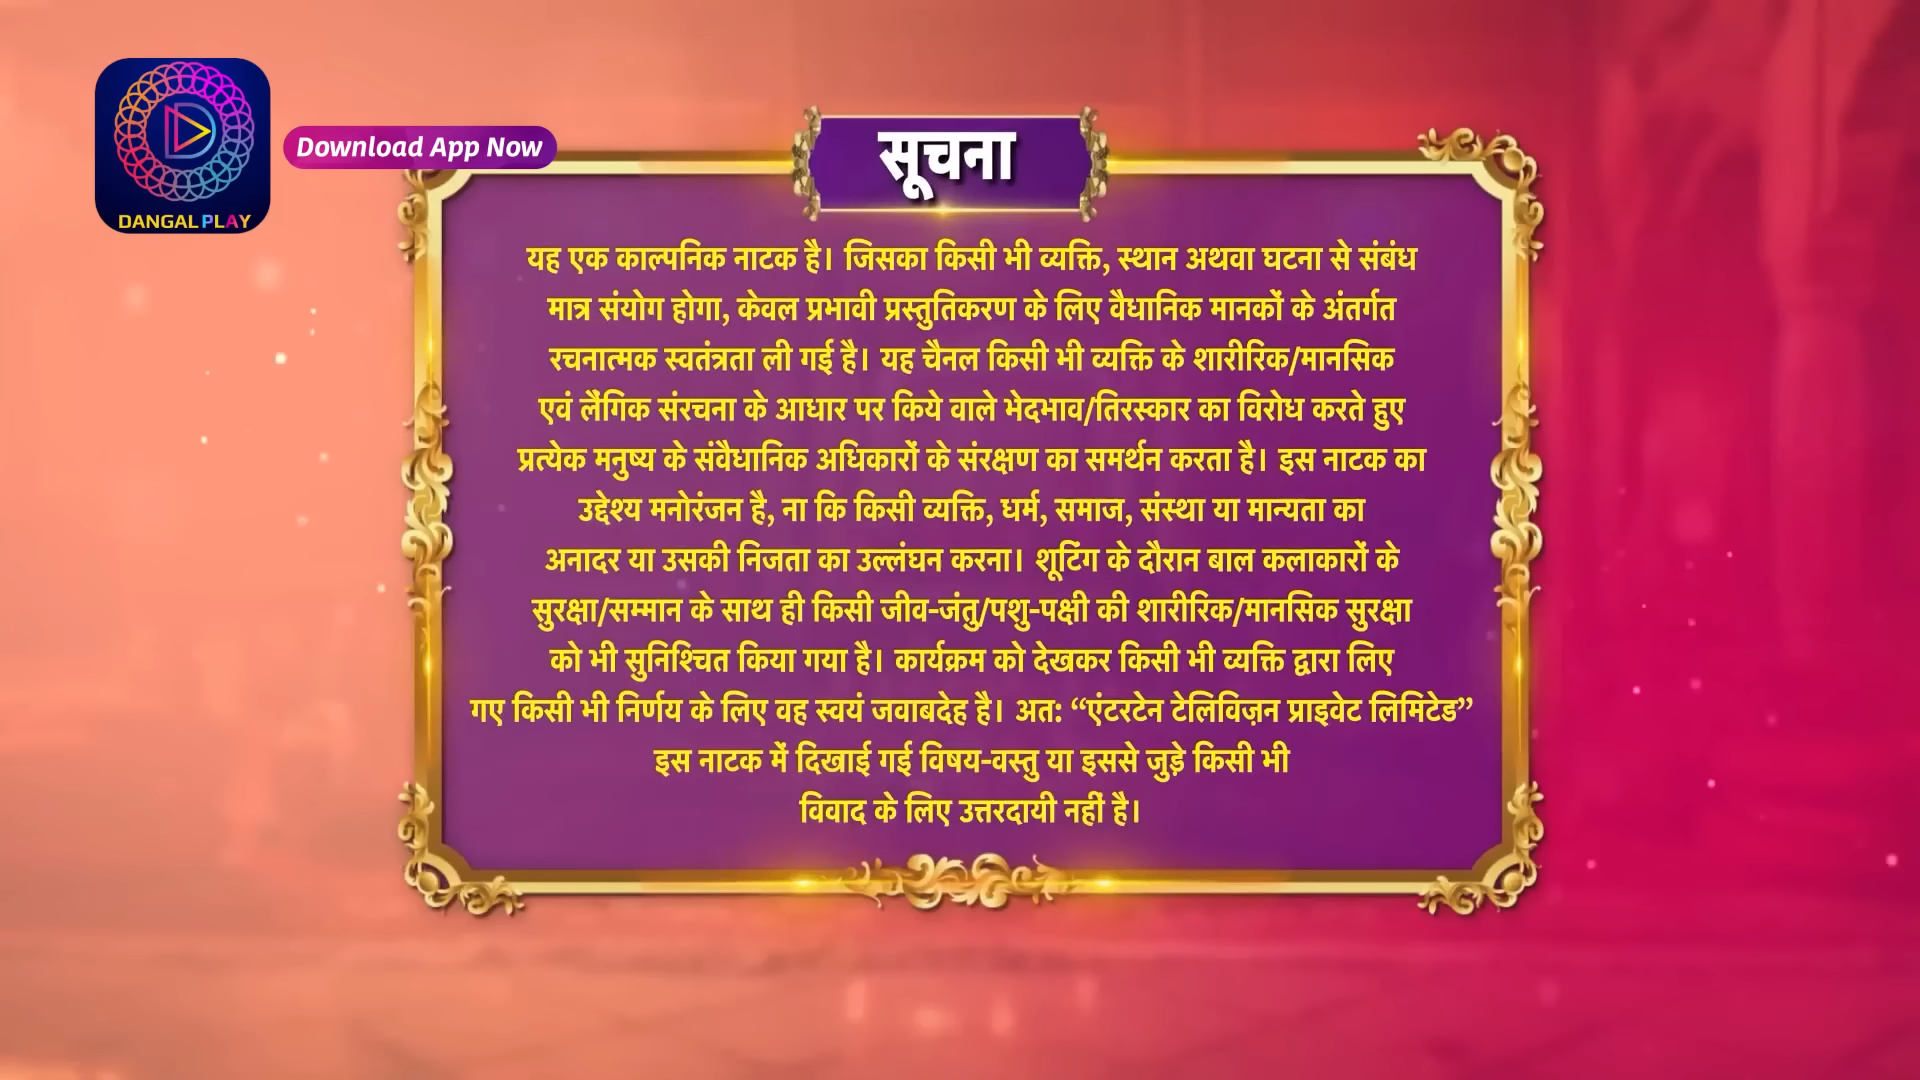 DANGAL PLAY
Download App Now
सूचना
यह एक काल्पनिक नाटक है। जिसका किसी भी व्यक्ति, स्थान अथवा घटना से संबंध
मात्र संयोग होगा, केवल प्रभावी प्रस्तुतिकरण के लिए वैधानिक मानकों के अंतर्गत
रचनात्मक स्वतंत्रता ली गई है। यह चैनल किसी भी व्यक्ति के शारीरिक/मानसिक
एवं लैंगिक संरचना के आधार पर किये वाले भेदभाव/तिरस्कार का विरोध करते हुए
प्रत्येक मनुष्य के संवैधानिक अधिकारों के संरक्षण का समर्थन करता है। इस नाटक का
उद्देश्य मनोरंजन है, ना कि किसी व्यक्ति, धर्म, समाज, संस्था या मान्यता का
अनादर या उसकी निजता का उल्लंघन करना। शूटिंग के दौरान बाल कलाकारों के
सुरक्षा/सम्मान के साथ ही किसी जीव-जंतु/पशु-पक्षी की शारीरिक/मानसिक सुरक्षा
को भी सुनिश्चित किया गया है। कार्यक्रम को देखकर किसी भी व्यक्ति द्वारा लिए
गए किसी भी निर्णय के लिए वह स्वयं जवाबदेह है। अत: “एंटरटेन टेलिविज़न प्राइवेट लिमिटेड”
इस नाटक में दिखाई गई विषय-वस्तु या इससे जुड़े किसी भी
विवाद के लिए उत्तरदायी नहीं है।